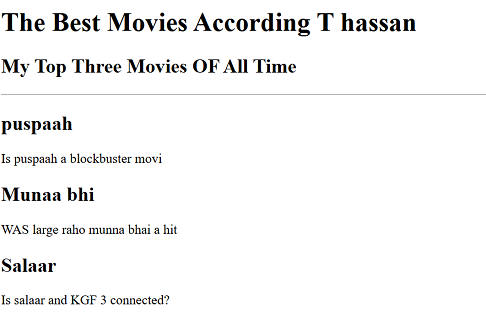 The Best Movies According T hassan
My Top Three Movies OF All Time
puspaah
Is puspaah a blockbuster movi
Munaa bhi
WAS large raho munna bhai a hit
Salaar
Is salaar and KGF 3 connected?